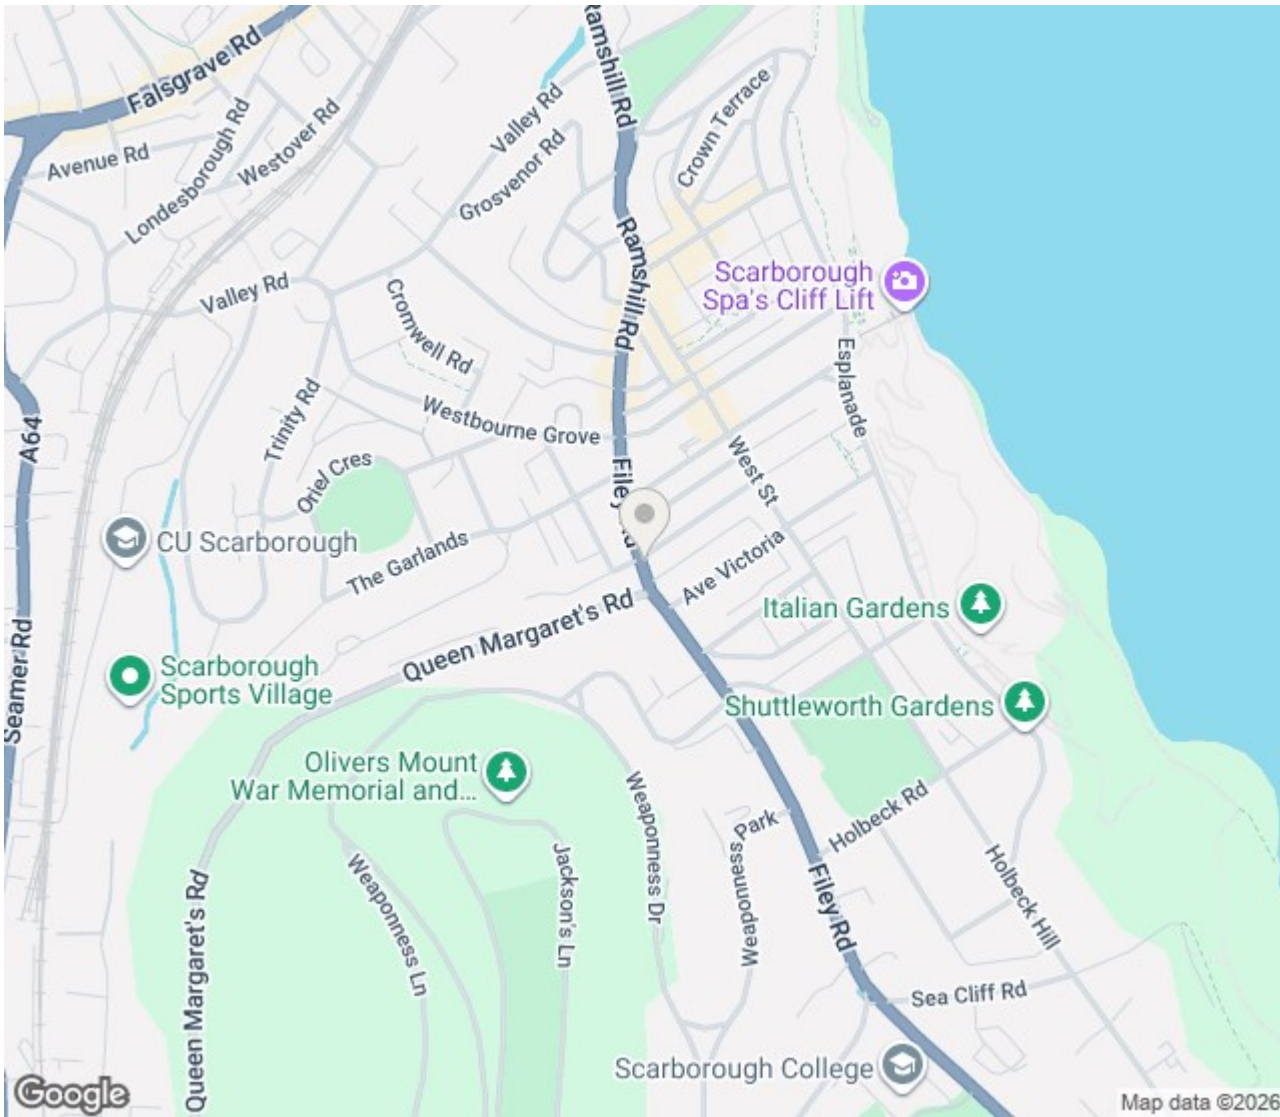 Falsgrave Rd
Ramshill Rd
Avenue Rd
Londesborough Rd
Westover Rd
Valley Rd
Grosvenor Rd
Crown Terrace
Ramshill Rd
Valley Rd
Scarborough
Spa's Cliff Lift
Cromwell Rd
Esplanade
A64
Trinity Rd
Westbourne Grove
Oriel Cres
West St
CU Scarborough
The Garlands
Ave Victoria
Queen Margaret's Rd
Italian Gardens
Seamer Rd
Scarborough
Sports Village
Shuttleworth Gardens
Olivers Mount
War Memorial and...
Weaponness Dr
Weaponness Park
Holbeck Rd
Jackson's Ln
Weaponness Ln
Holbeck Hill
Filey Rd
Queen Margaret's Rd
Sea Cliff Rd
Scarborough College
Google
Map data ©2026